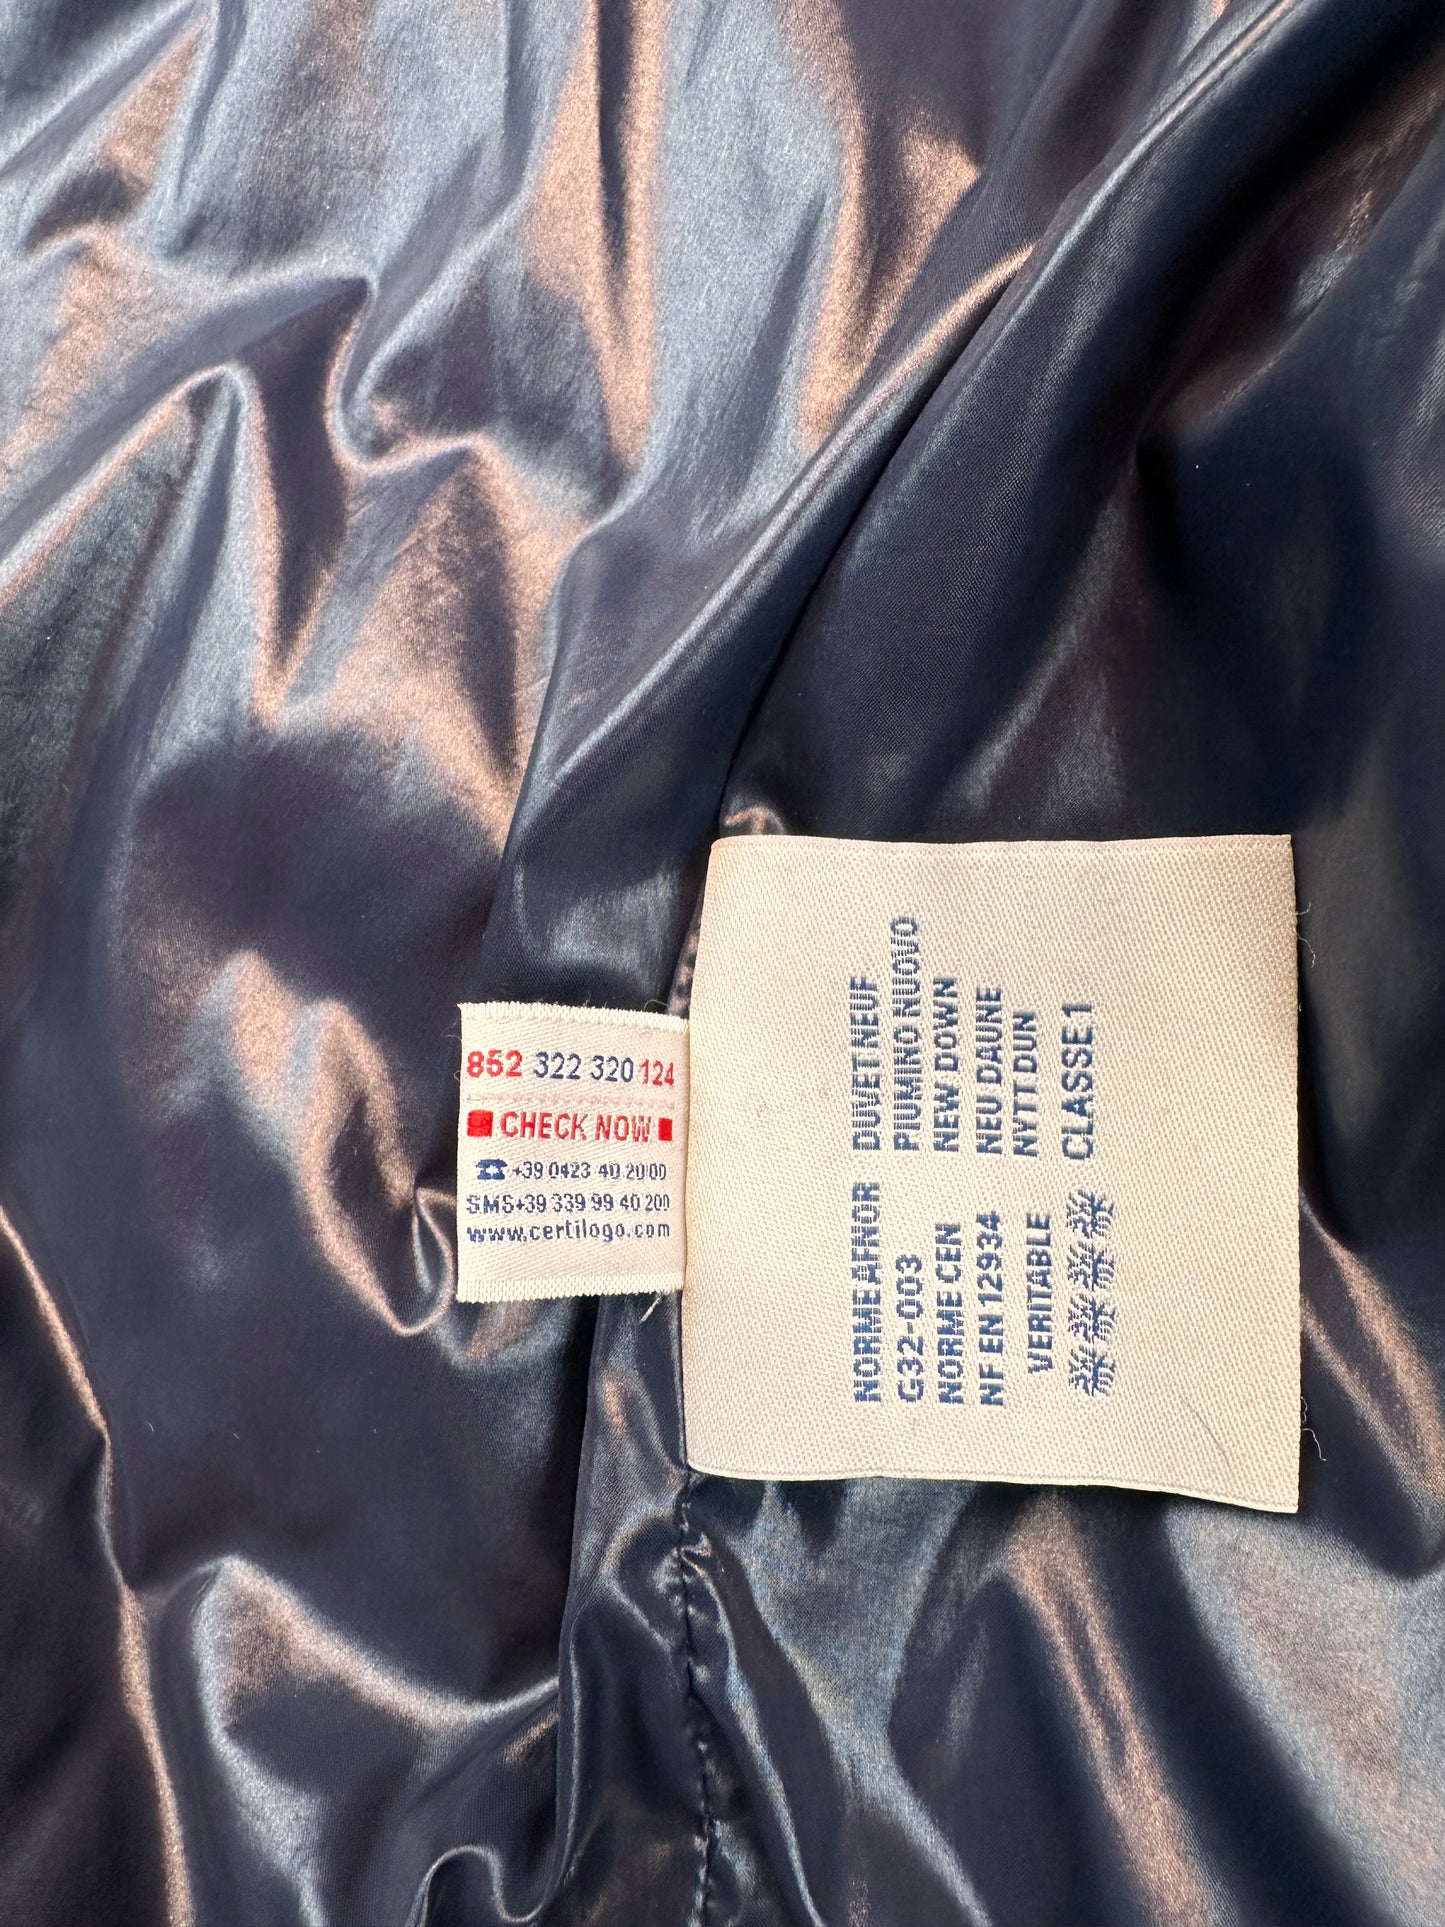 852 322 320 124
CHECK NOW
☎+39 0423 40 20 00
SMS+39 339 99 40 200
www.certilogo.com
NORME AFNOR
G32-003
NORME CEN
NF EN 12934
VERITABLE
DUVET NEUF
PIUMINO NUOVO
NEW DOWN
NEU DAUNE
NYTT DUN
CLASSE 1